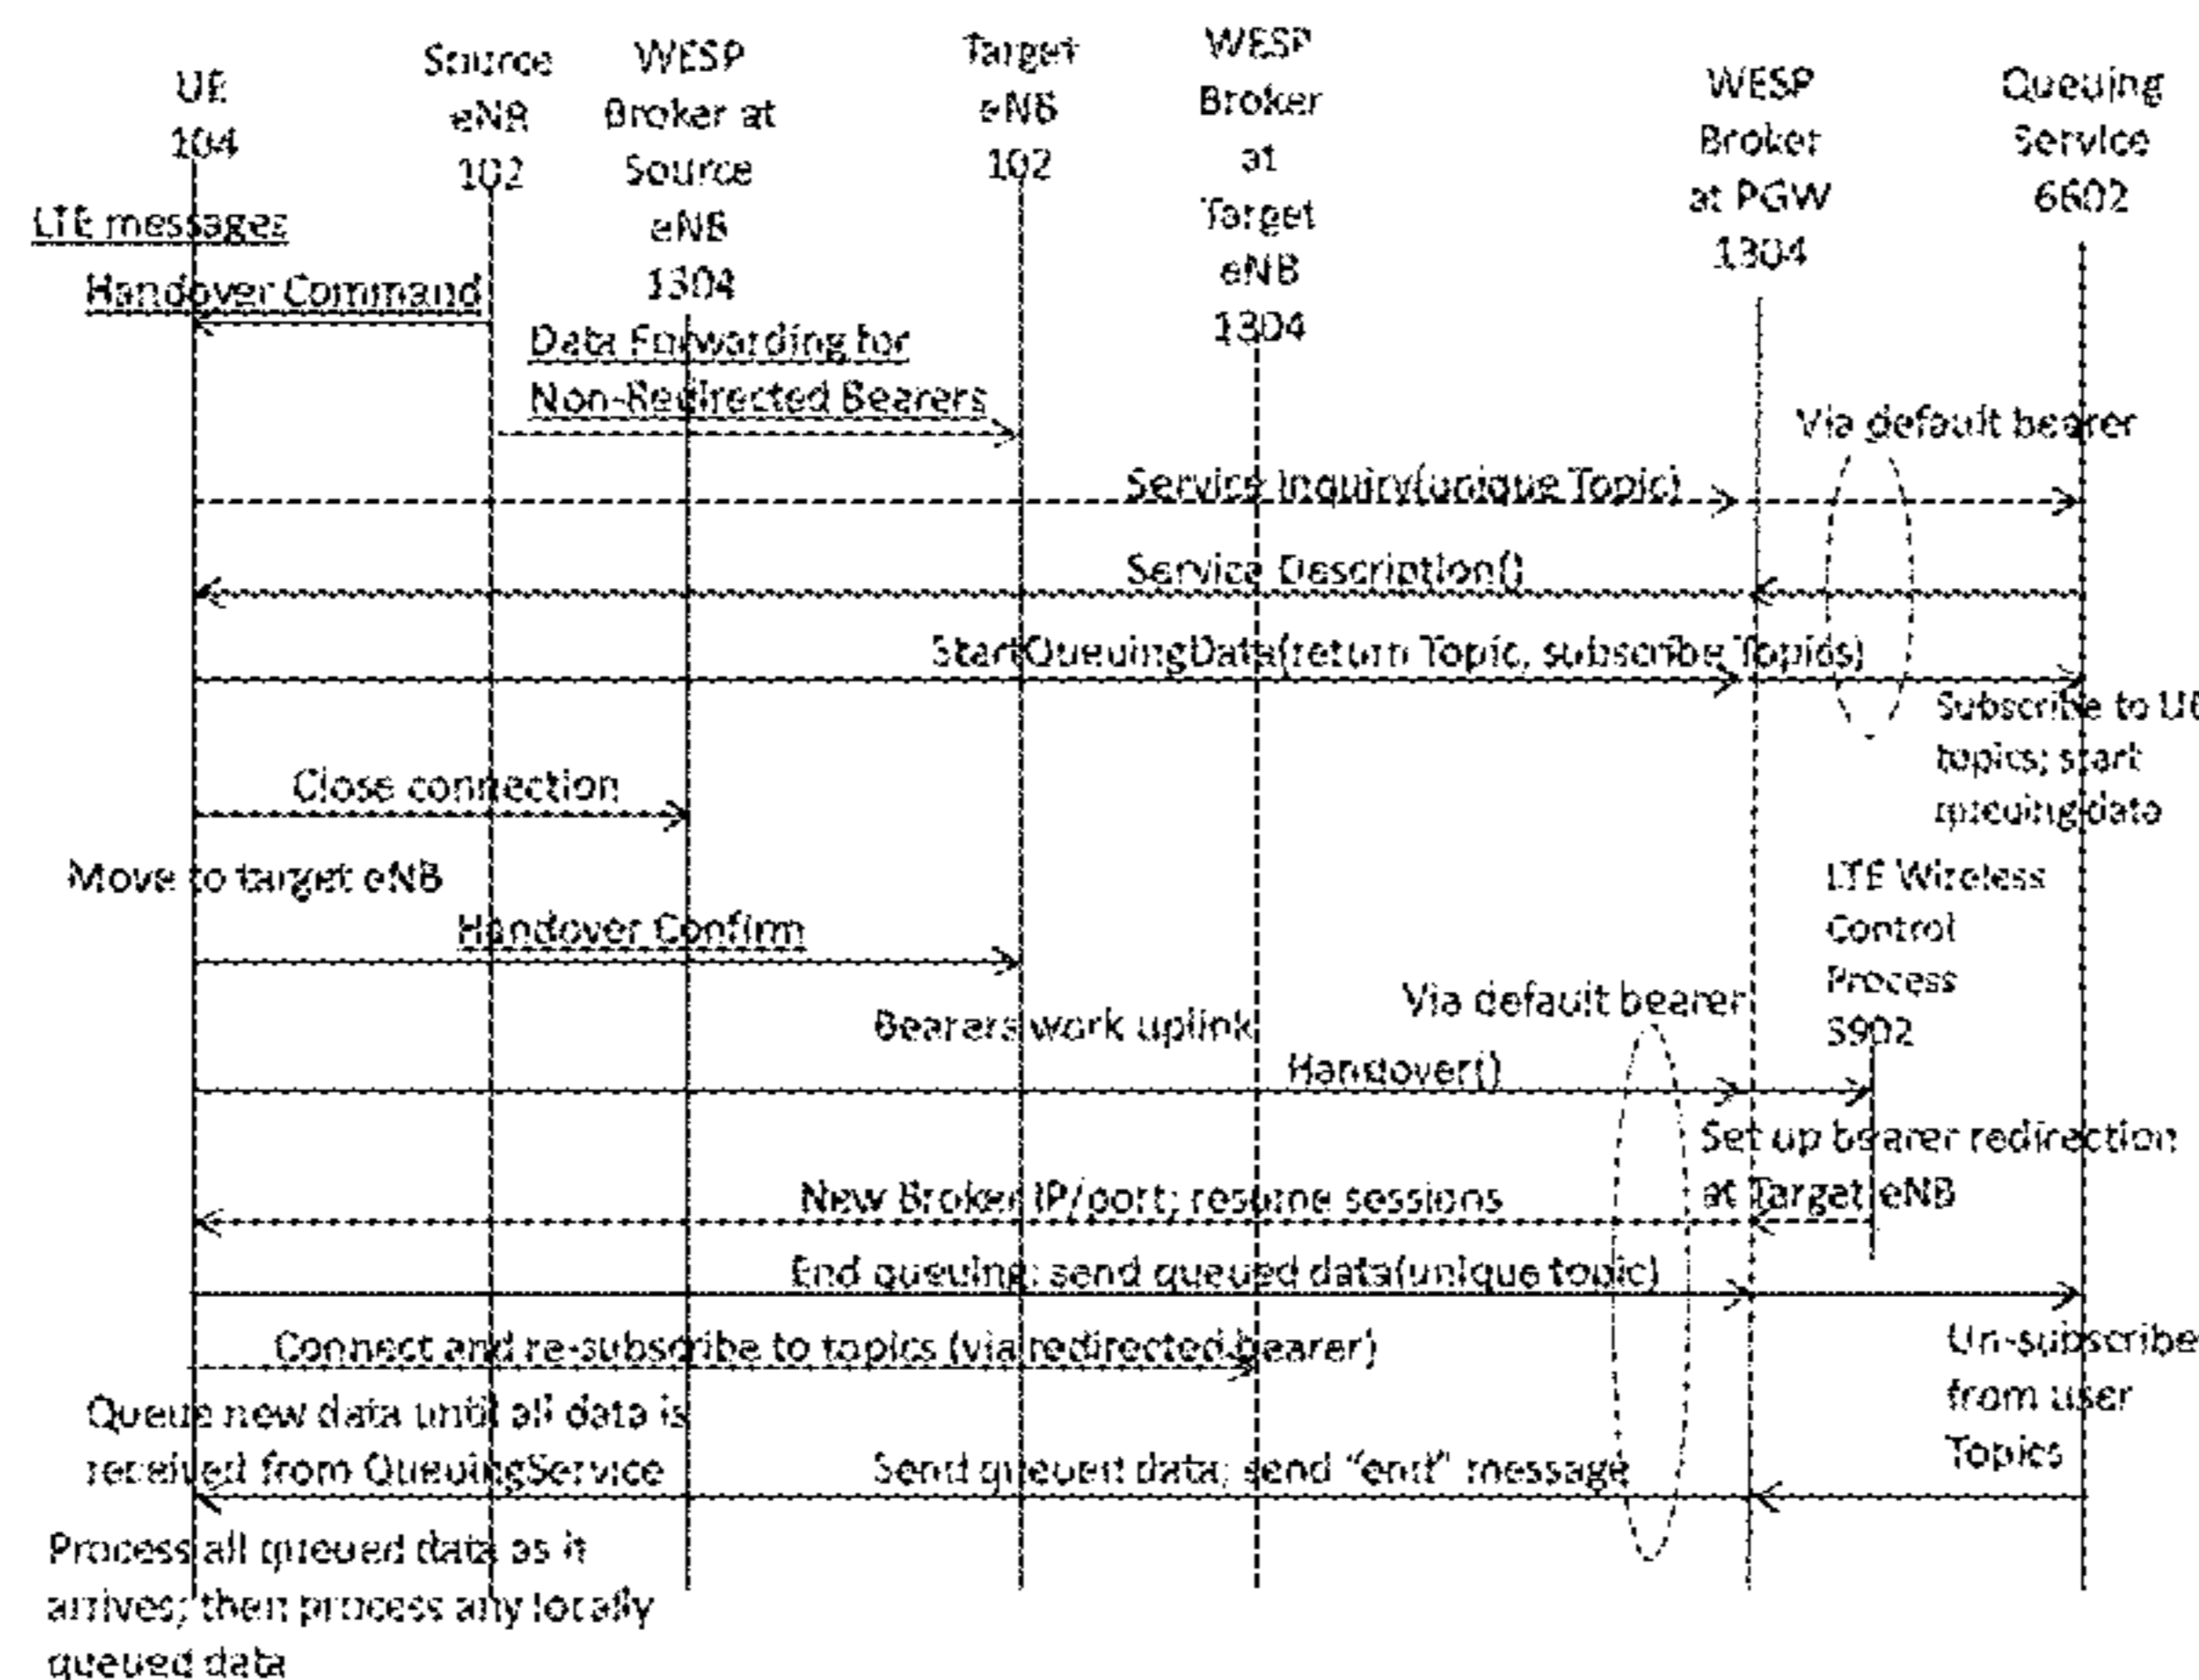 UE
104
Source
eNB
102
WESP
Broker at
Source
eNB
1304
Target
eNB
102
WESP
Broker
at
Target
eNB
1304
WESP
Broker
at PGW
1304
Queuing
Service
6602
LTE messages
Handover Command
Data Forwarding for
Non-Redirected Bearers
Via default bearer
Service Inquiry(unique Topic)
Service Description()
StartQueuingData(return Topic, subscribe Topics)
Subscribe to UE
topics; start
queuing data
Close connection
Move to target eNB
LTE Wireless
Control
Process
3902
Handover Confirm
Via default bearer
Bearers work uplink
Handover()
Set up bearer redirection
at Target eNB
New Broker IP/port; resume sessions
End queuing; send queued data(unique topic)
Connect and re-subscribe to topics (via redirected bearer)
Un-subscribe
from user
Topics
Queue new data until all data is
received from QueuingService
Send queued data; send "end" message
Process all queued data as it
arrives; then process any locally
queued data